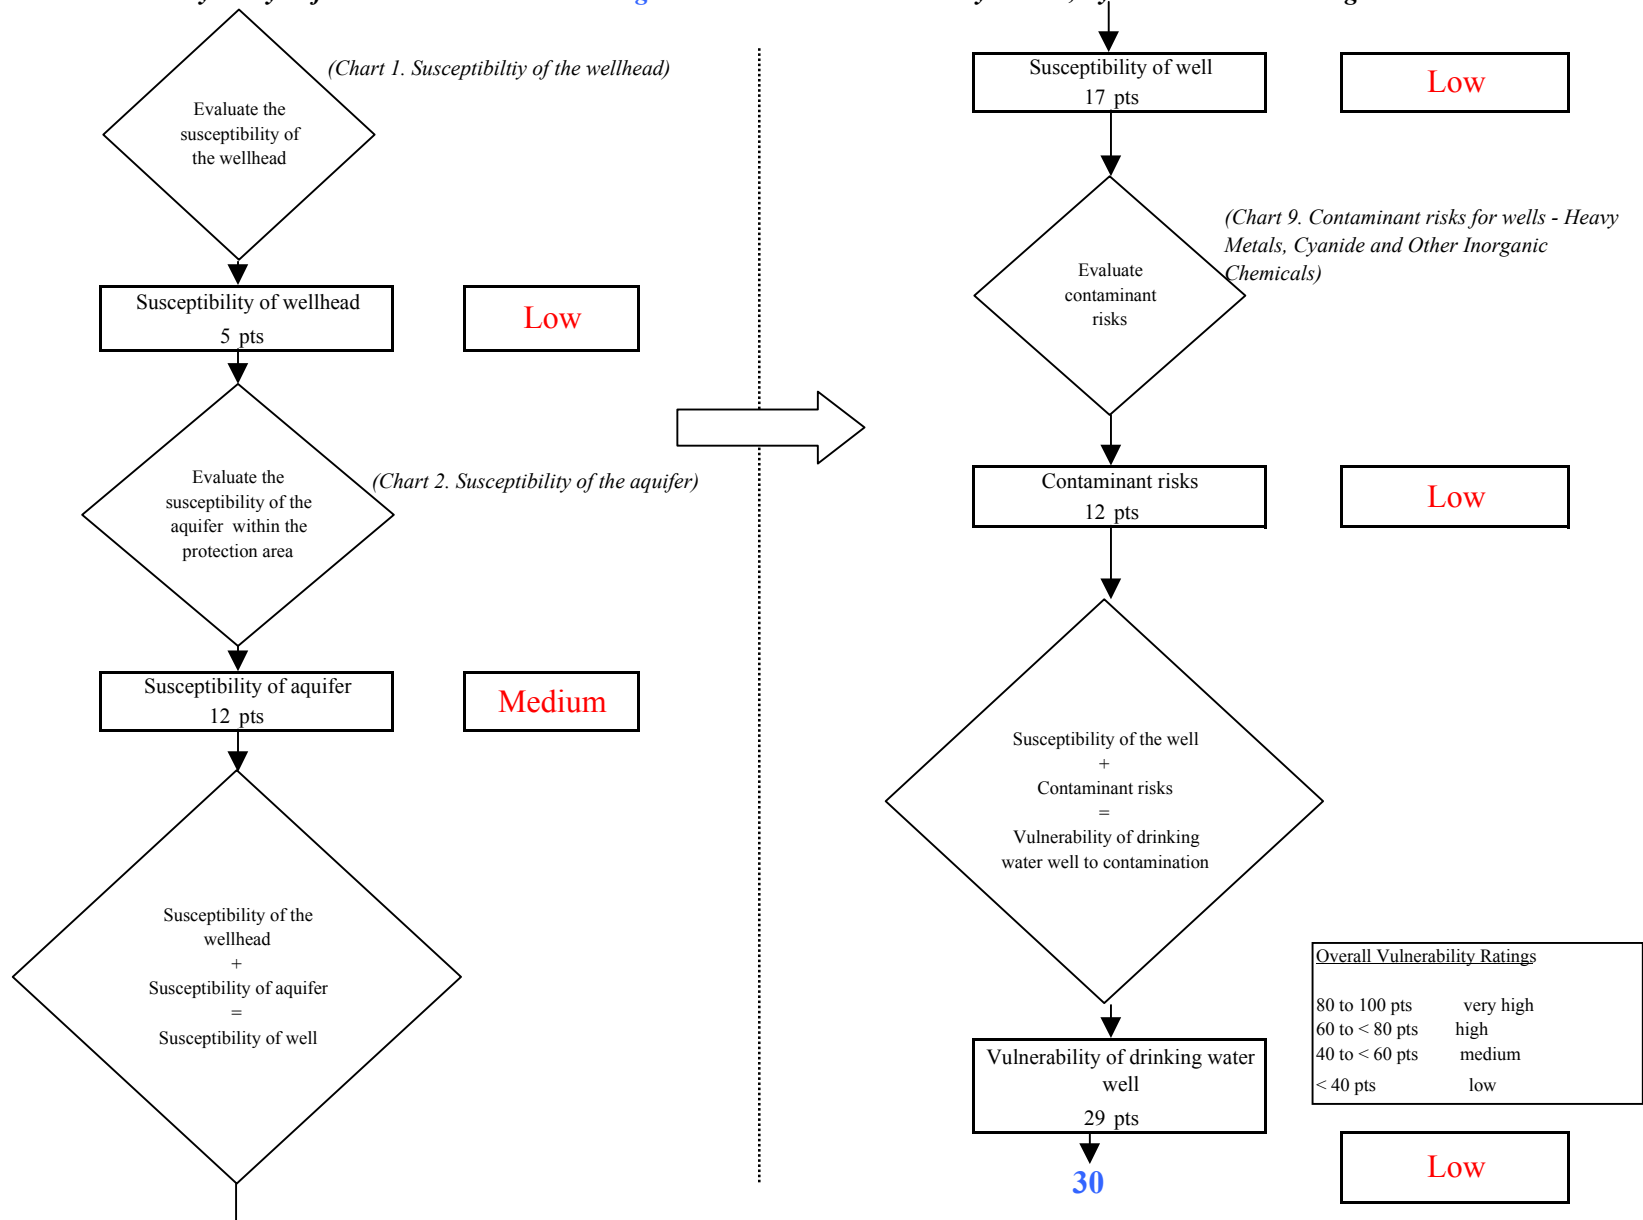 (Chart 1. Susceptibiltiy of the wellhead)
Evaluate the
susceptibility of
the wellhead
Susceptibility of wellhead
5 pts
Low
Evaluate the
susceptibility of the
aquifer within the
protection area
(Chart 2. Susceptibility of the aquifer)
Susceptibility of aquifer
12 pts
Medium
Susceptibility of the
wellhead
+
Susceptibility of aquifer
=
Susceptibility of well
Susceptibility of well
17 pts
Low
(Chart 9. Contaminant risks for wells - Heavy
Metals, Cyanide and Other Inorganic
Chemicals)
Evaluate
contaminant
risks
Contaminant risks
12 pts
Low
Susceptibility of the well
+
Contaminant risks
=
Vulnerability of drinking
water well to contamination
Overall Vulnerability Ratings
80 to 100 pts very high
60 to < 80 pts high
40 to < 60 pts medium
< 40 pts low
Vulnerability of drinking water
well
29 pts
30
Low